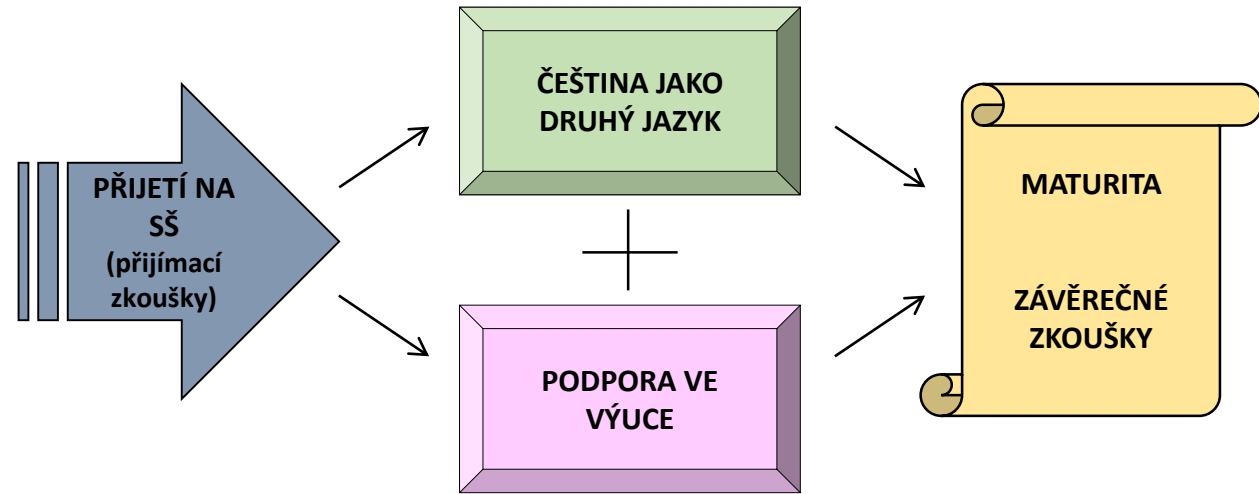 PŘIJETÍ NA
SŠ
(přijímací
zkoušky)
ČEŠTINA JAKO
DRUHÝ JAZYK
PODPORA VE
VÝUCE
MATURITA
ZÁVĚREČNÉ
ZKOUŠKY